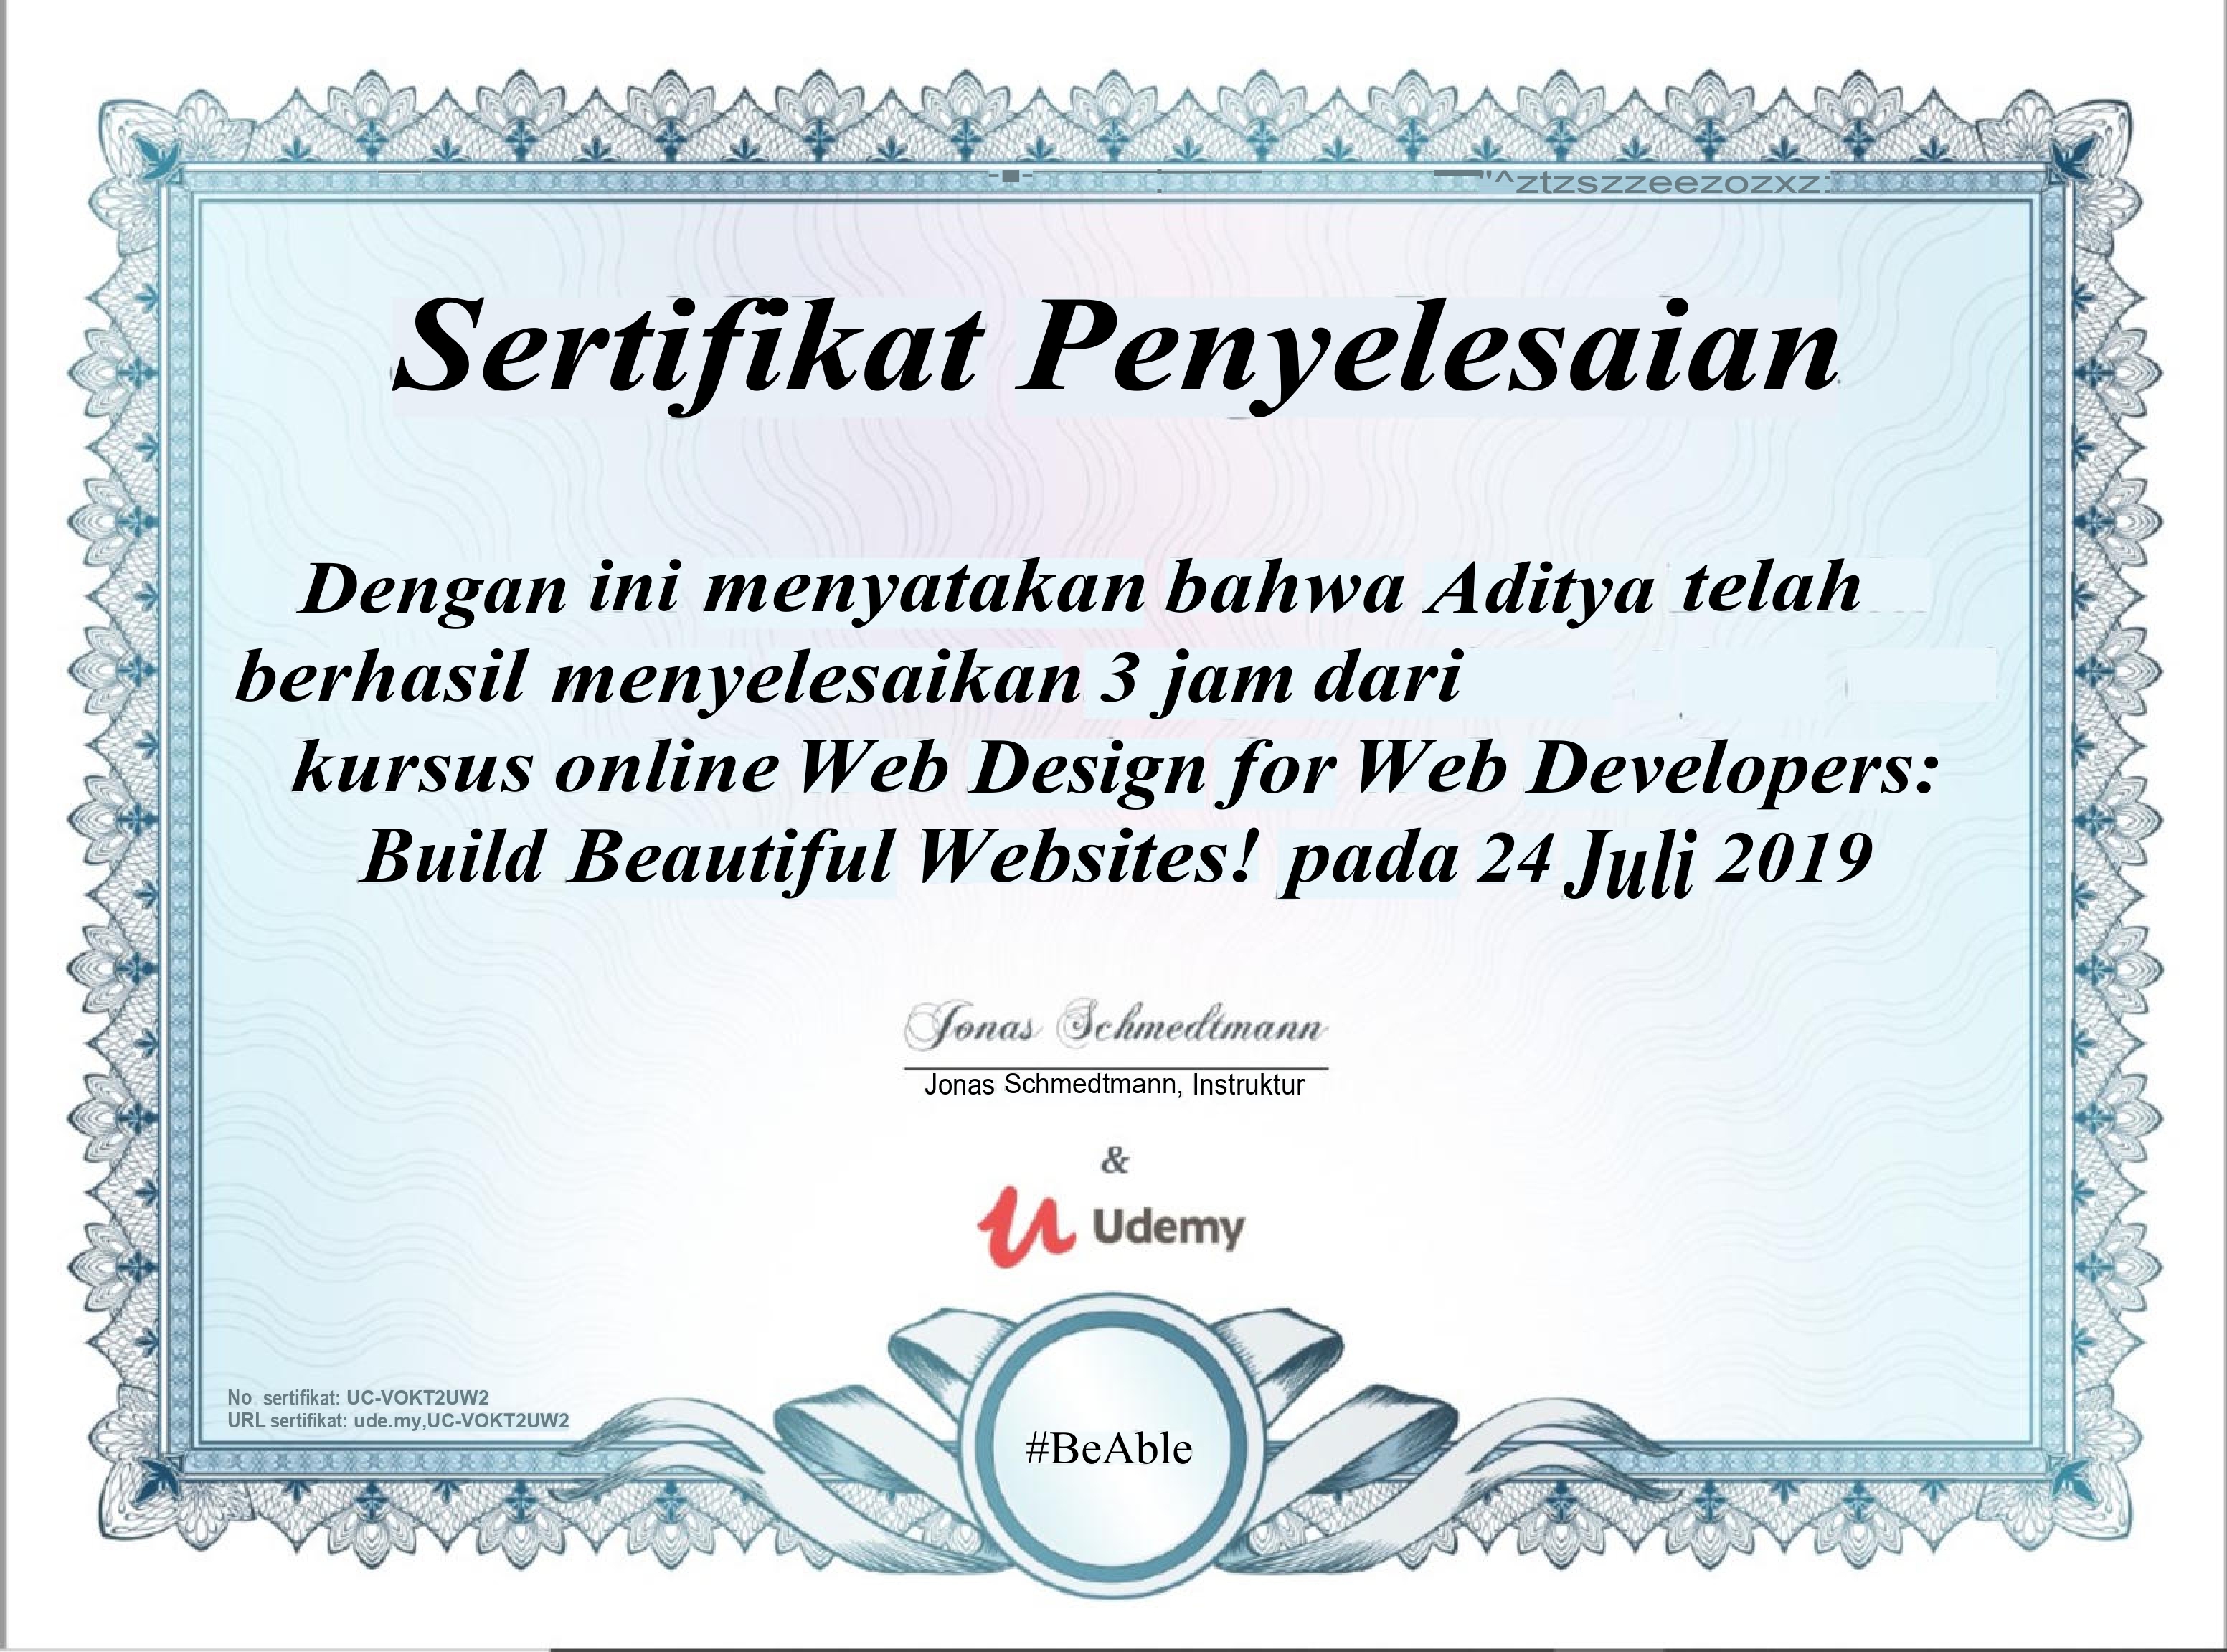 "^ztzszzeezozxz:
Sertifikat Penyelesaian
Dengan ini menyatakan bahwa Aditya telah
berhasil menyelesaikan 3 jam dari
kursus online Web Design for Web Developers:
Build Beautiful Websites! pada 24 Juli 2019
Jonas Schmedtmann
Jonas Schmedtmann, Instruktur
&
Udemy
No sertifikat: UC-VOKT2UW2
URL sertifikat: ude.my,UC-VOKT2UW2
#BeAble